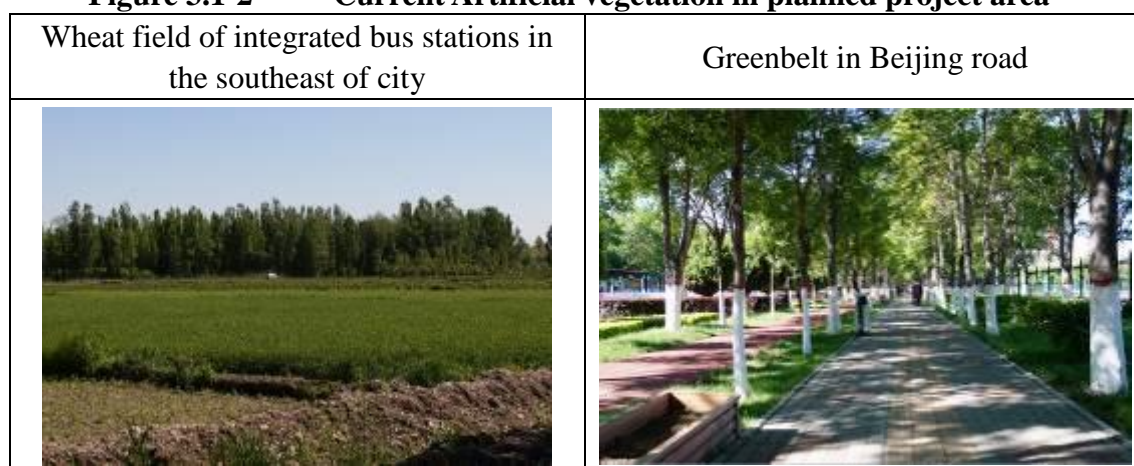 Figure 3.1-2 Current Artificial vegetation in planned project area
Wheat field of integrated bus stations in
the southeast of city
Greenbelt in Beijing road